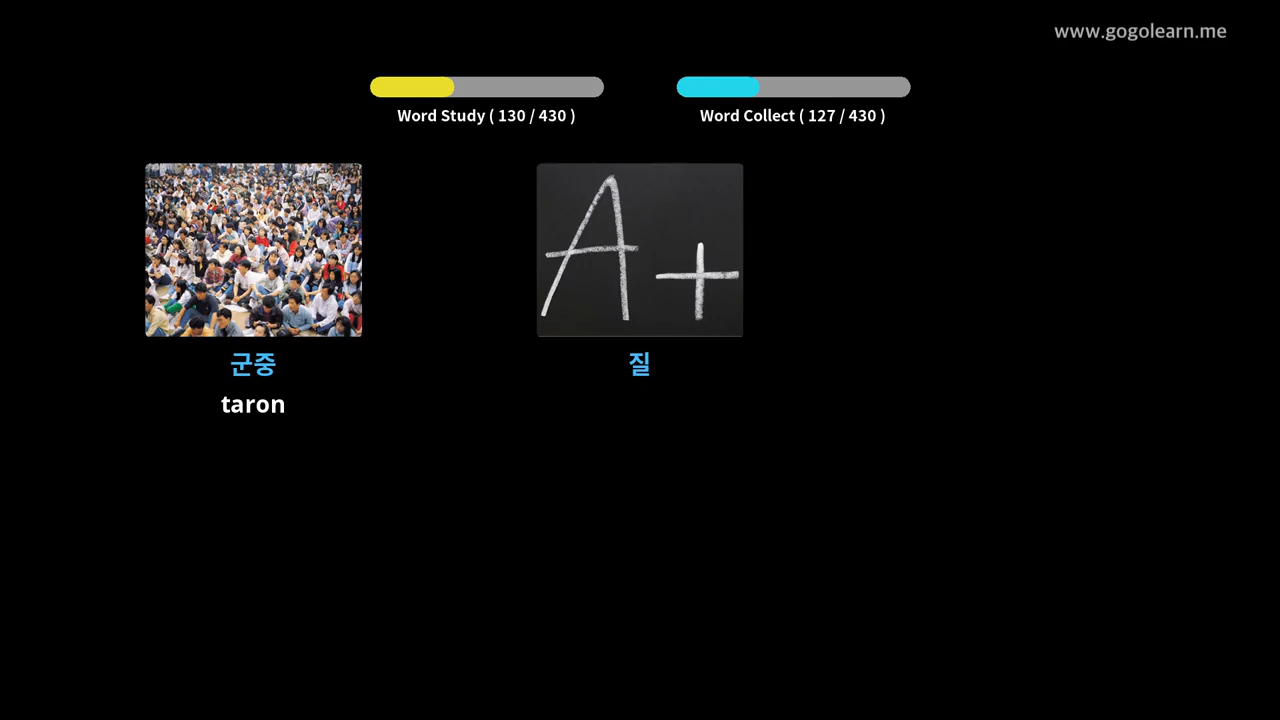 www.gogolearn.me
Word Study ( 130 / 430 )
Word Collect ( 127 / 430 )
A+
군중
질
taron